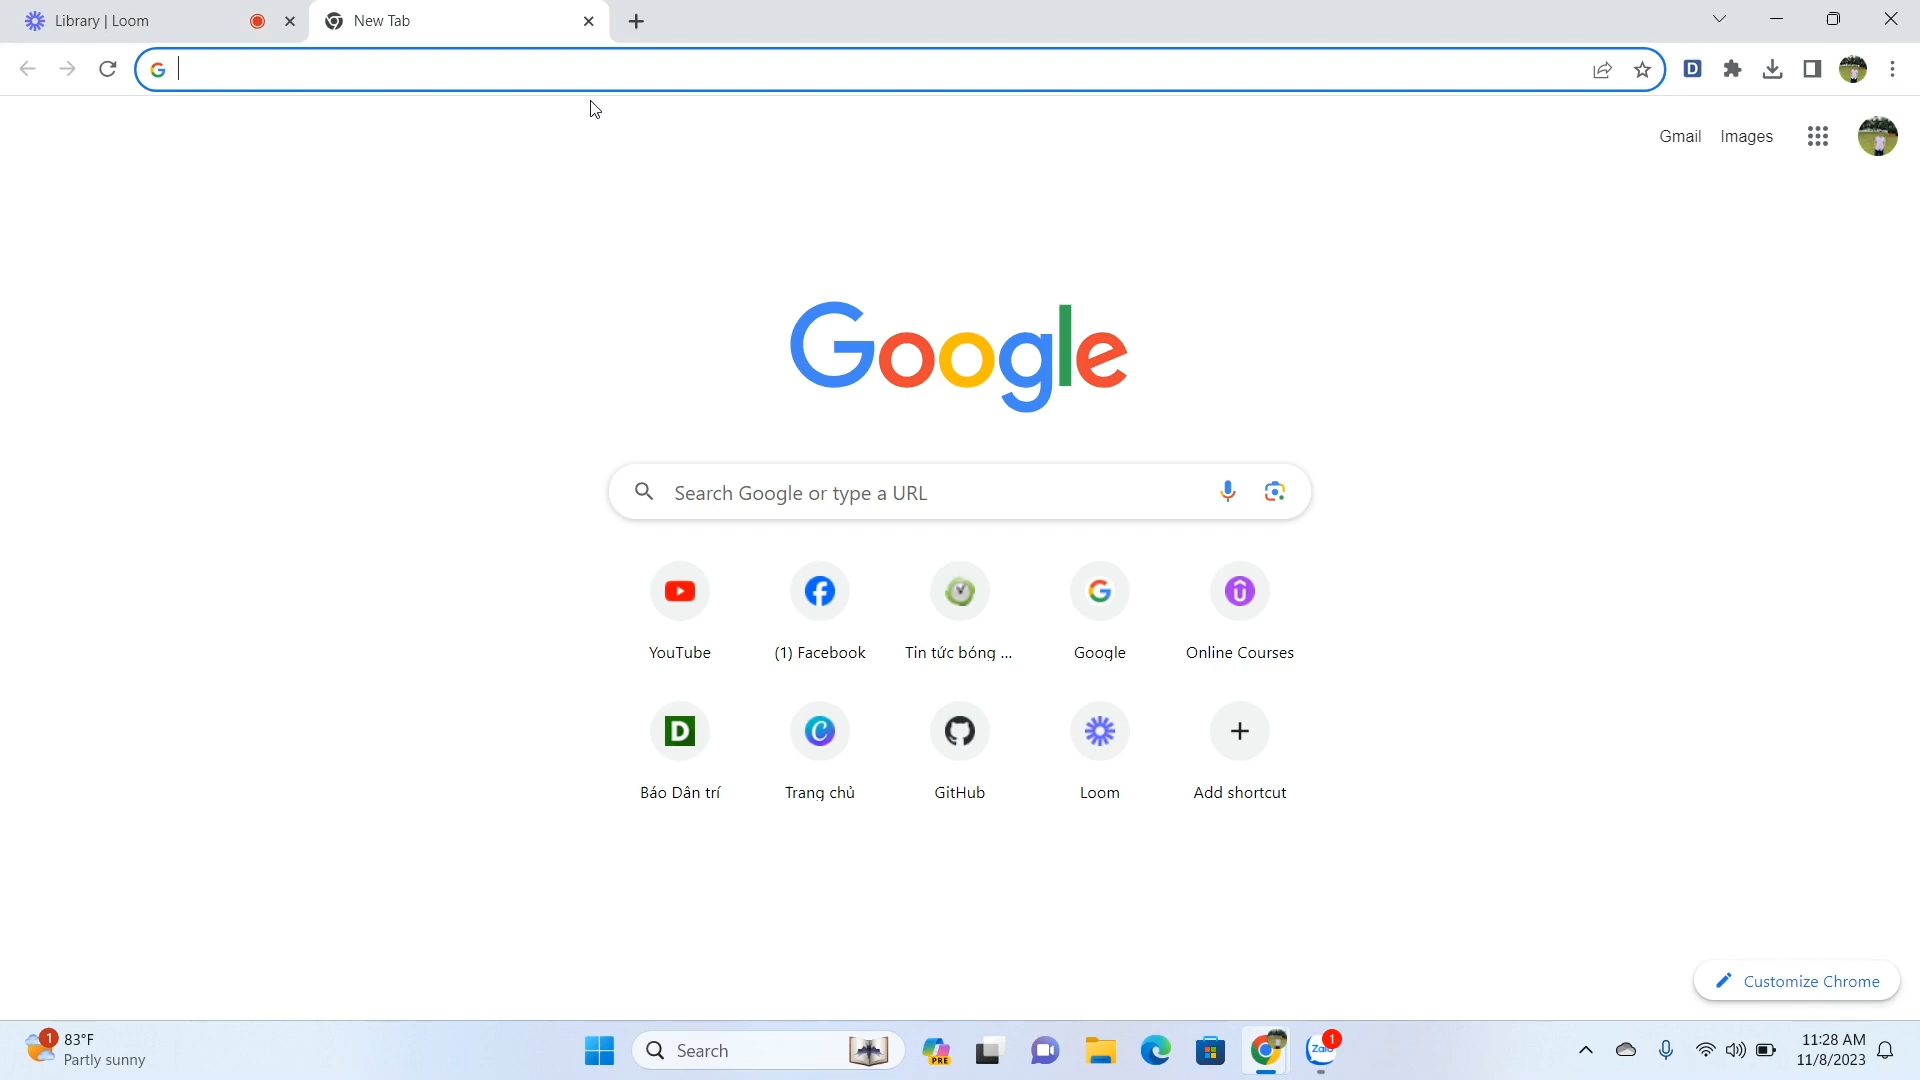 Library | Loom
New Tab
Gmail Images
Google
Search Google or type a URL
YouTube
(1) Facebook
Tin tức bóng ...
Google
Online Courses
Báo Dân trí
Trang chủ
GitHub
Loom
Add shortcut
Customize Chrome
1
83°F
Partly sunny
Search
PRE
Zalo
1
11:28 AM
11/8/2023